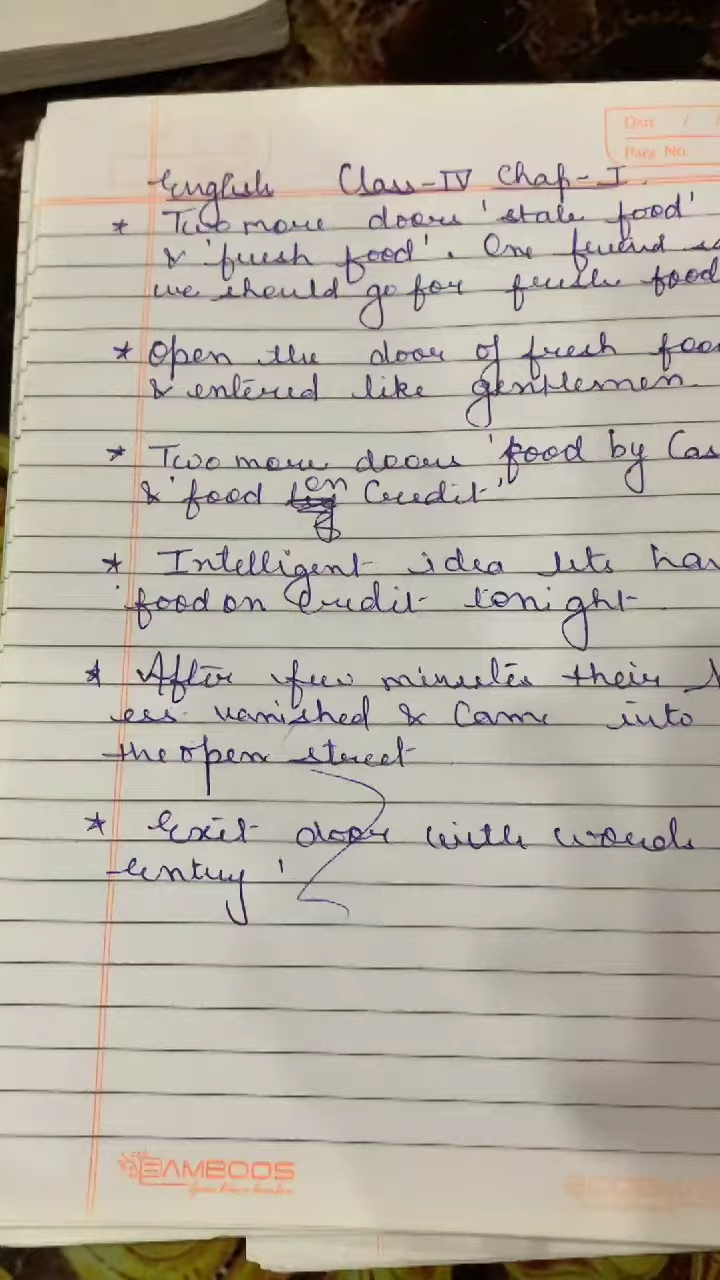 Date / /
Page No.
English Class-IV Chap-I.
* Two more doors 'stale food'
& 'fresh food'. One friend
we should go for fresh food
* Open the door of fresh
& entered like gentlemen.
* Two more doors 'food by
& 'food on Credit'
* Intelligent idea lets
food on Credit tonight
* After few minutes their
ess vanished & Came into
the open street
* Exit door with words
Entry'
BAMBOOS